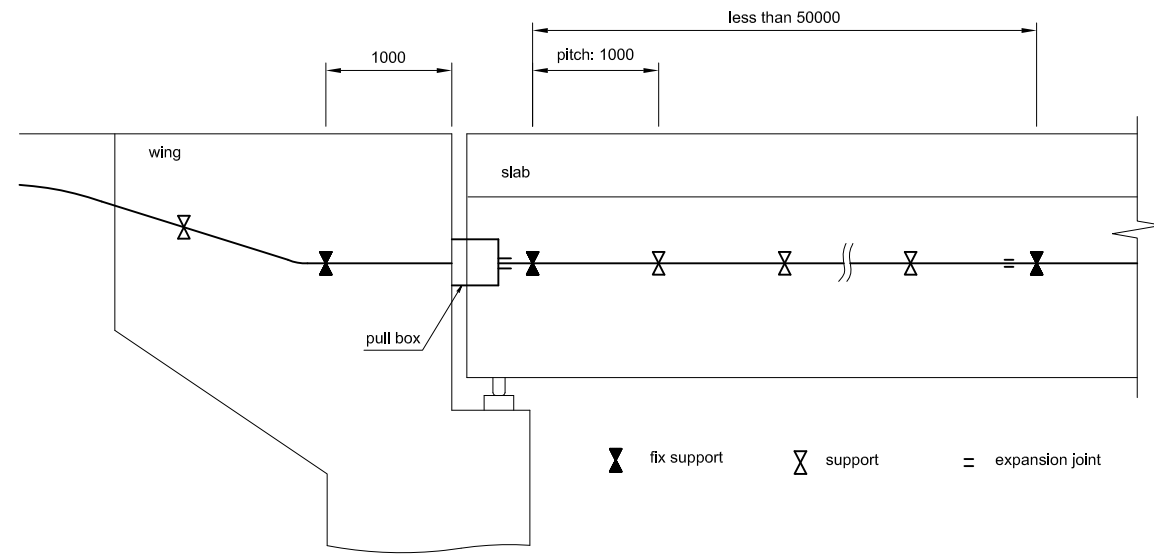 less than 50000
1000
pitch: 1000
wing
slab
pull box
fix support
support
expansion joint